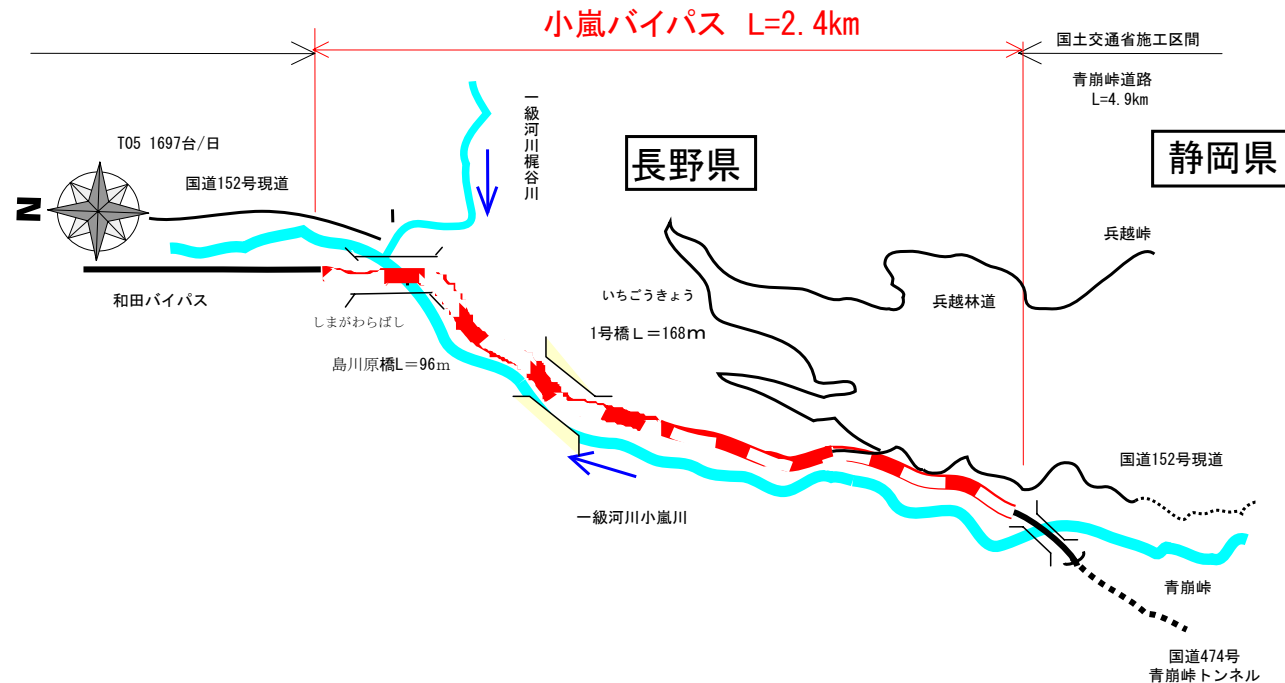 小嵐バイパス L=2.4km
国土交通省施工区間
青崩峠道路
L=4.9km
一級河川梶谷川
T05 1697台/日
国道152号現道
長野県
静岡県
N
和田バイパス
しまがわらばし
島川原橋L=96m
いちごうきょう
1号橋L=168m
兵越峠
兵越林道
国道152号現道
一級河川小嵐川
青崩峠
国道474号
青崩峠トンネル